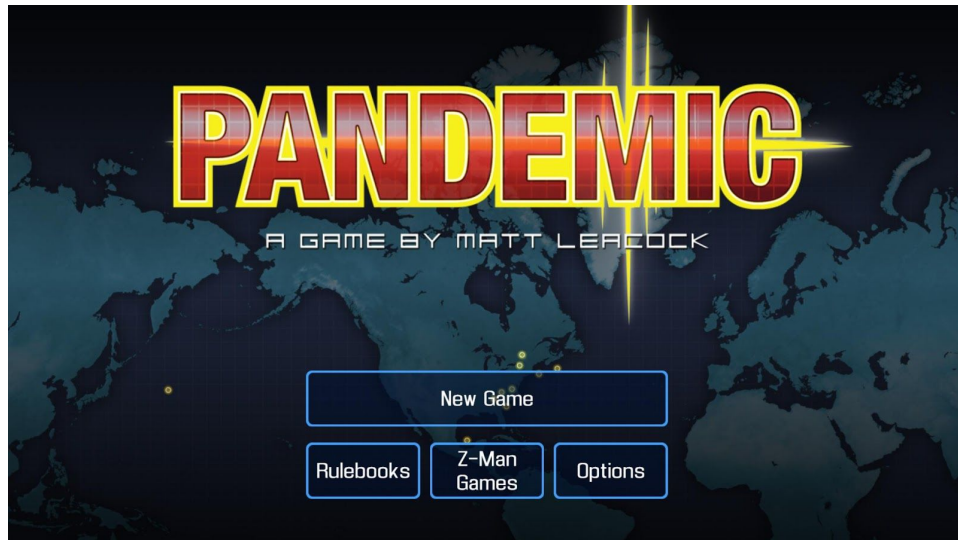 PANDEMIC
A GAME BY MATT LEACOCK
New Game
Rulebooks
Z-Man
Games
Options